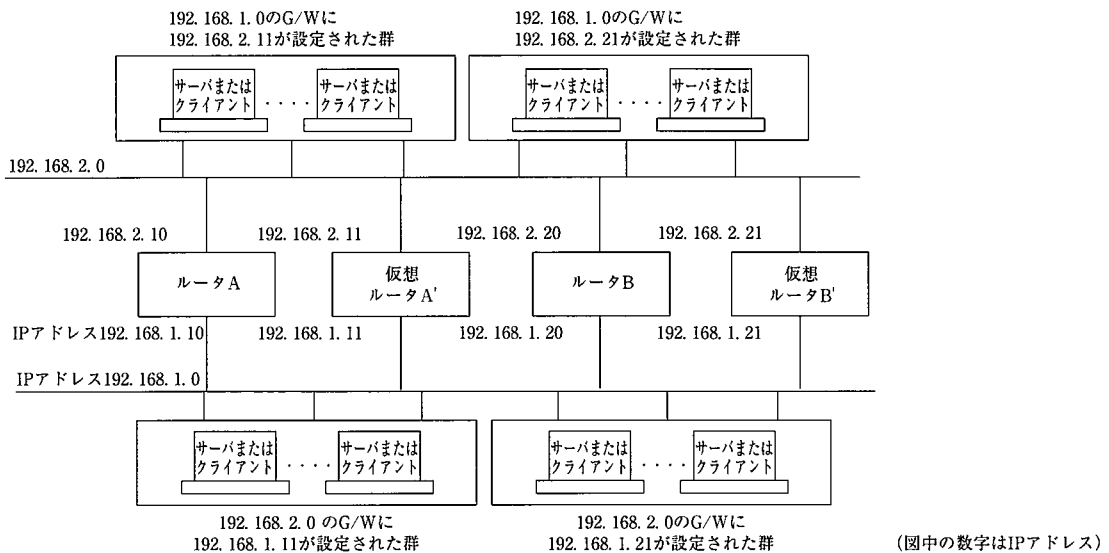 192.168.1.0のG/Wに
192.168.2.11が設定された群
192.168.1.0のG/Wに
192.168.2.21が設定された群
サーバまたは
クライアント
‥‥
サーバまたは
クライアント
サーバまたは
クライアント
‥‥
サーバまたは
クライアント
192.168.2.0
192.168.2.10
192.168.2.11
192.168.2.20
192.168.2.21
ルータA
仮想
ルータA'
ルータB
仮想
ルータB'
IPアドレス192.168.1.10
192.168.1.11
192.168.1.20
192.168.1.21
IPアドレス192.168.1.0
サーバまたは
クライアント
‥‥
サーバまたは
クライアント
サーバまたは
クライアント
‥‥
サーバまたは
クライアント
192.168.2.0 のG/Wに
192.168.1.11が設定された群
192.168.2.0のG/Wに
192.168.1.21が設定された群
(図中の数字はIPアドレス)